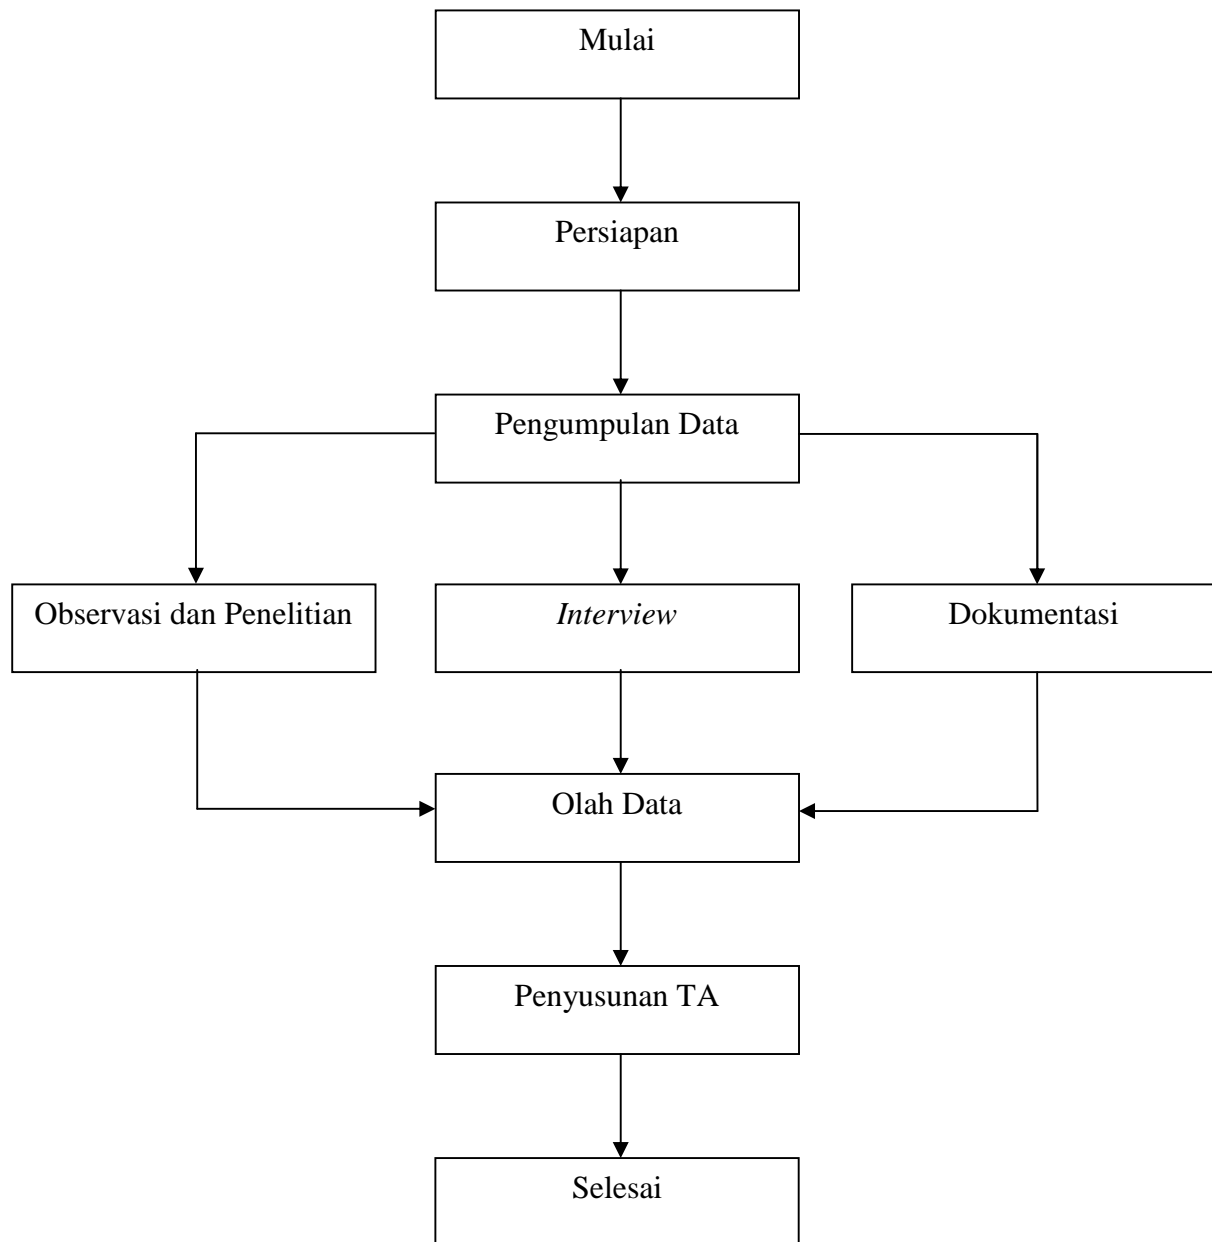 Mulai
Persiapan
Pengumpulan Data
Observasi dan Penelitian
Interview
Dokumentasi
Olah Data
Penyusunan TA
Selesai